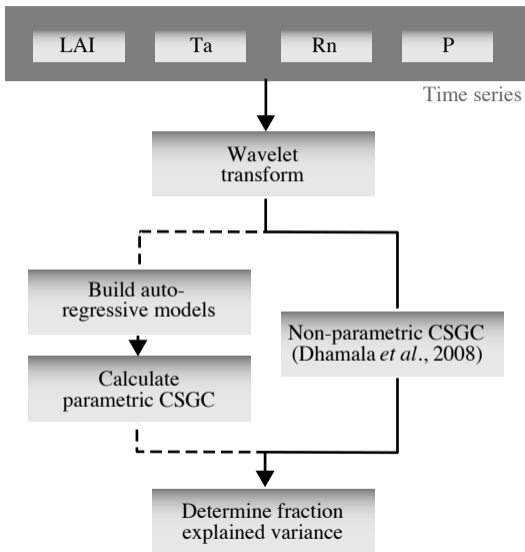 LAI Ta Rn P
Time series
Wavelet
transform
Build auto-
regressive models
Calculate
parametric CSGC
Non-parametric CSGC
(Dhamala et al., 2008)
Determine fraction
explained variance